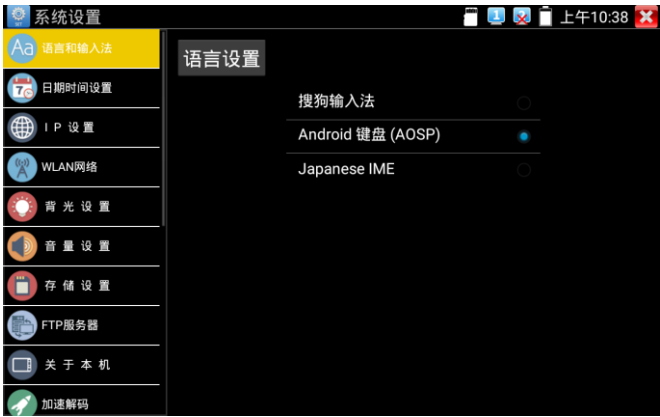 系统设置
上午10:38
语言和输入法
日期时间设置
I P 设置
WLAN网络
背 光 设 置
音 量 设 置
存 储 设 置
FTP服务器
关 于 本 机
加速解码
语言设置
搜狗输入法
Android 键盘 (AOSP)
Japanese IME